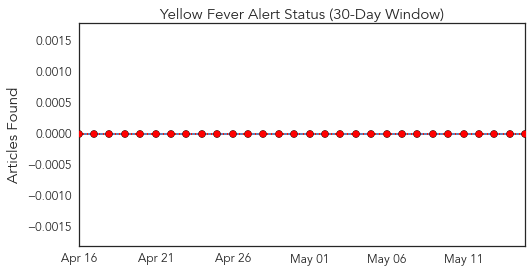 Yellow Fever Alert Status (30-Day Window)
Articles Found
0.0015
0.0010
0.0005
0.0000
−0.0005
−0.0010
−0.0015
Apr 16 Apr 21 Apr 26 May 01 May 06 May 11